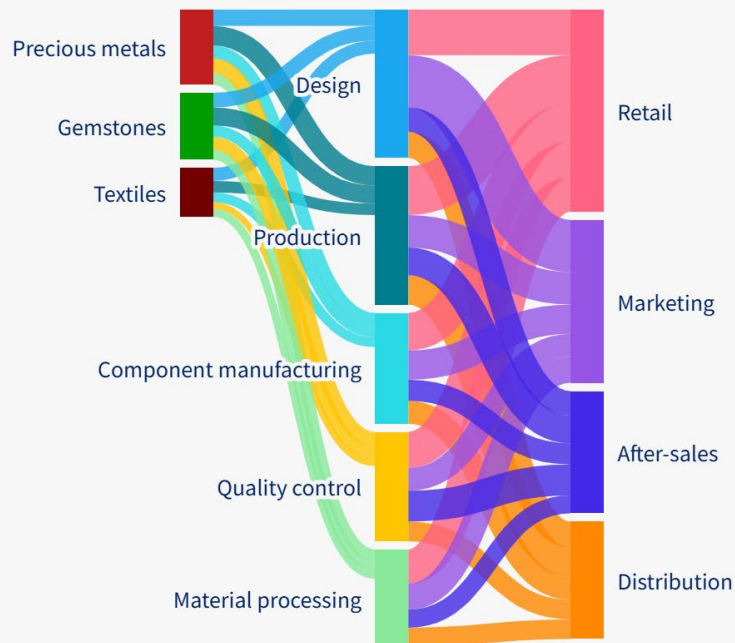 Precious metals
Gemstones
Textiles
Design
Production
Component manufacturing
Quality control
Material processing
Retail
Marketing
After-sales
Distribution